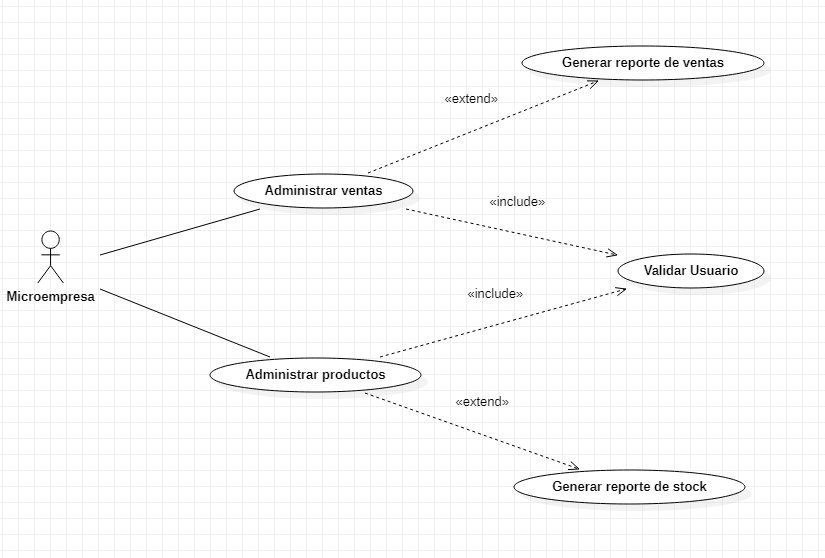 Generar reporte de ventas
«extend»
Administrar ventas
«include»
Microempresa
Validar Usuario
«include»
Administrar productos
«extend»
Generar reporte de stock